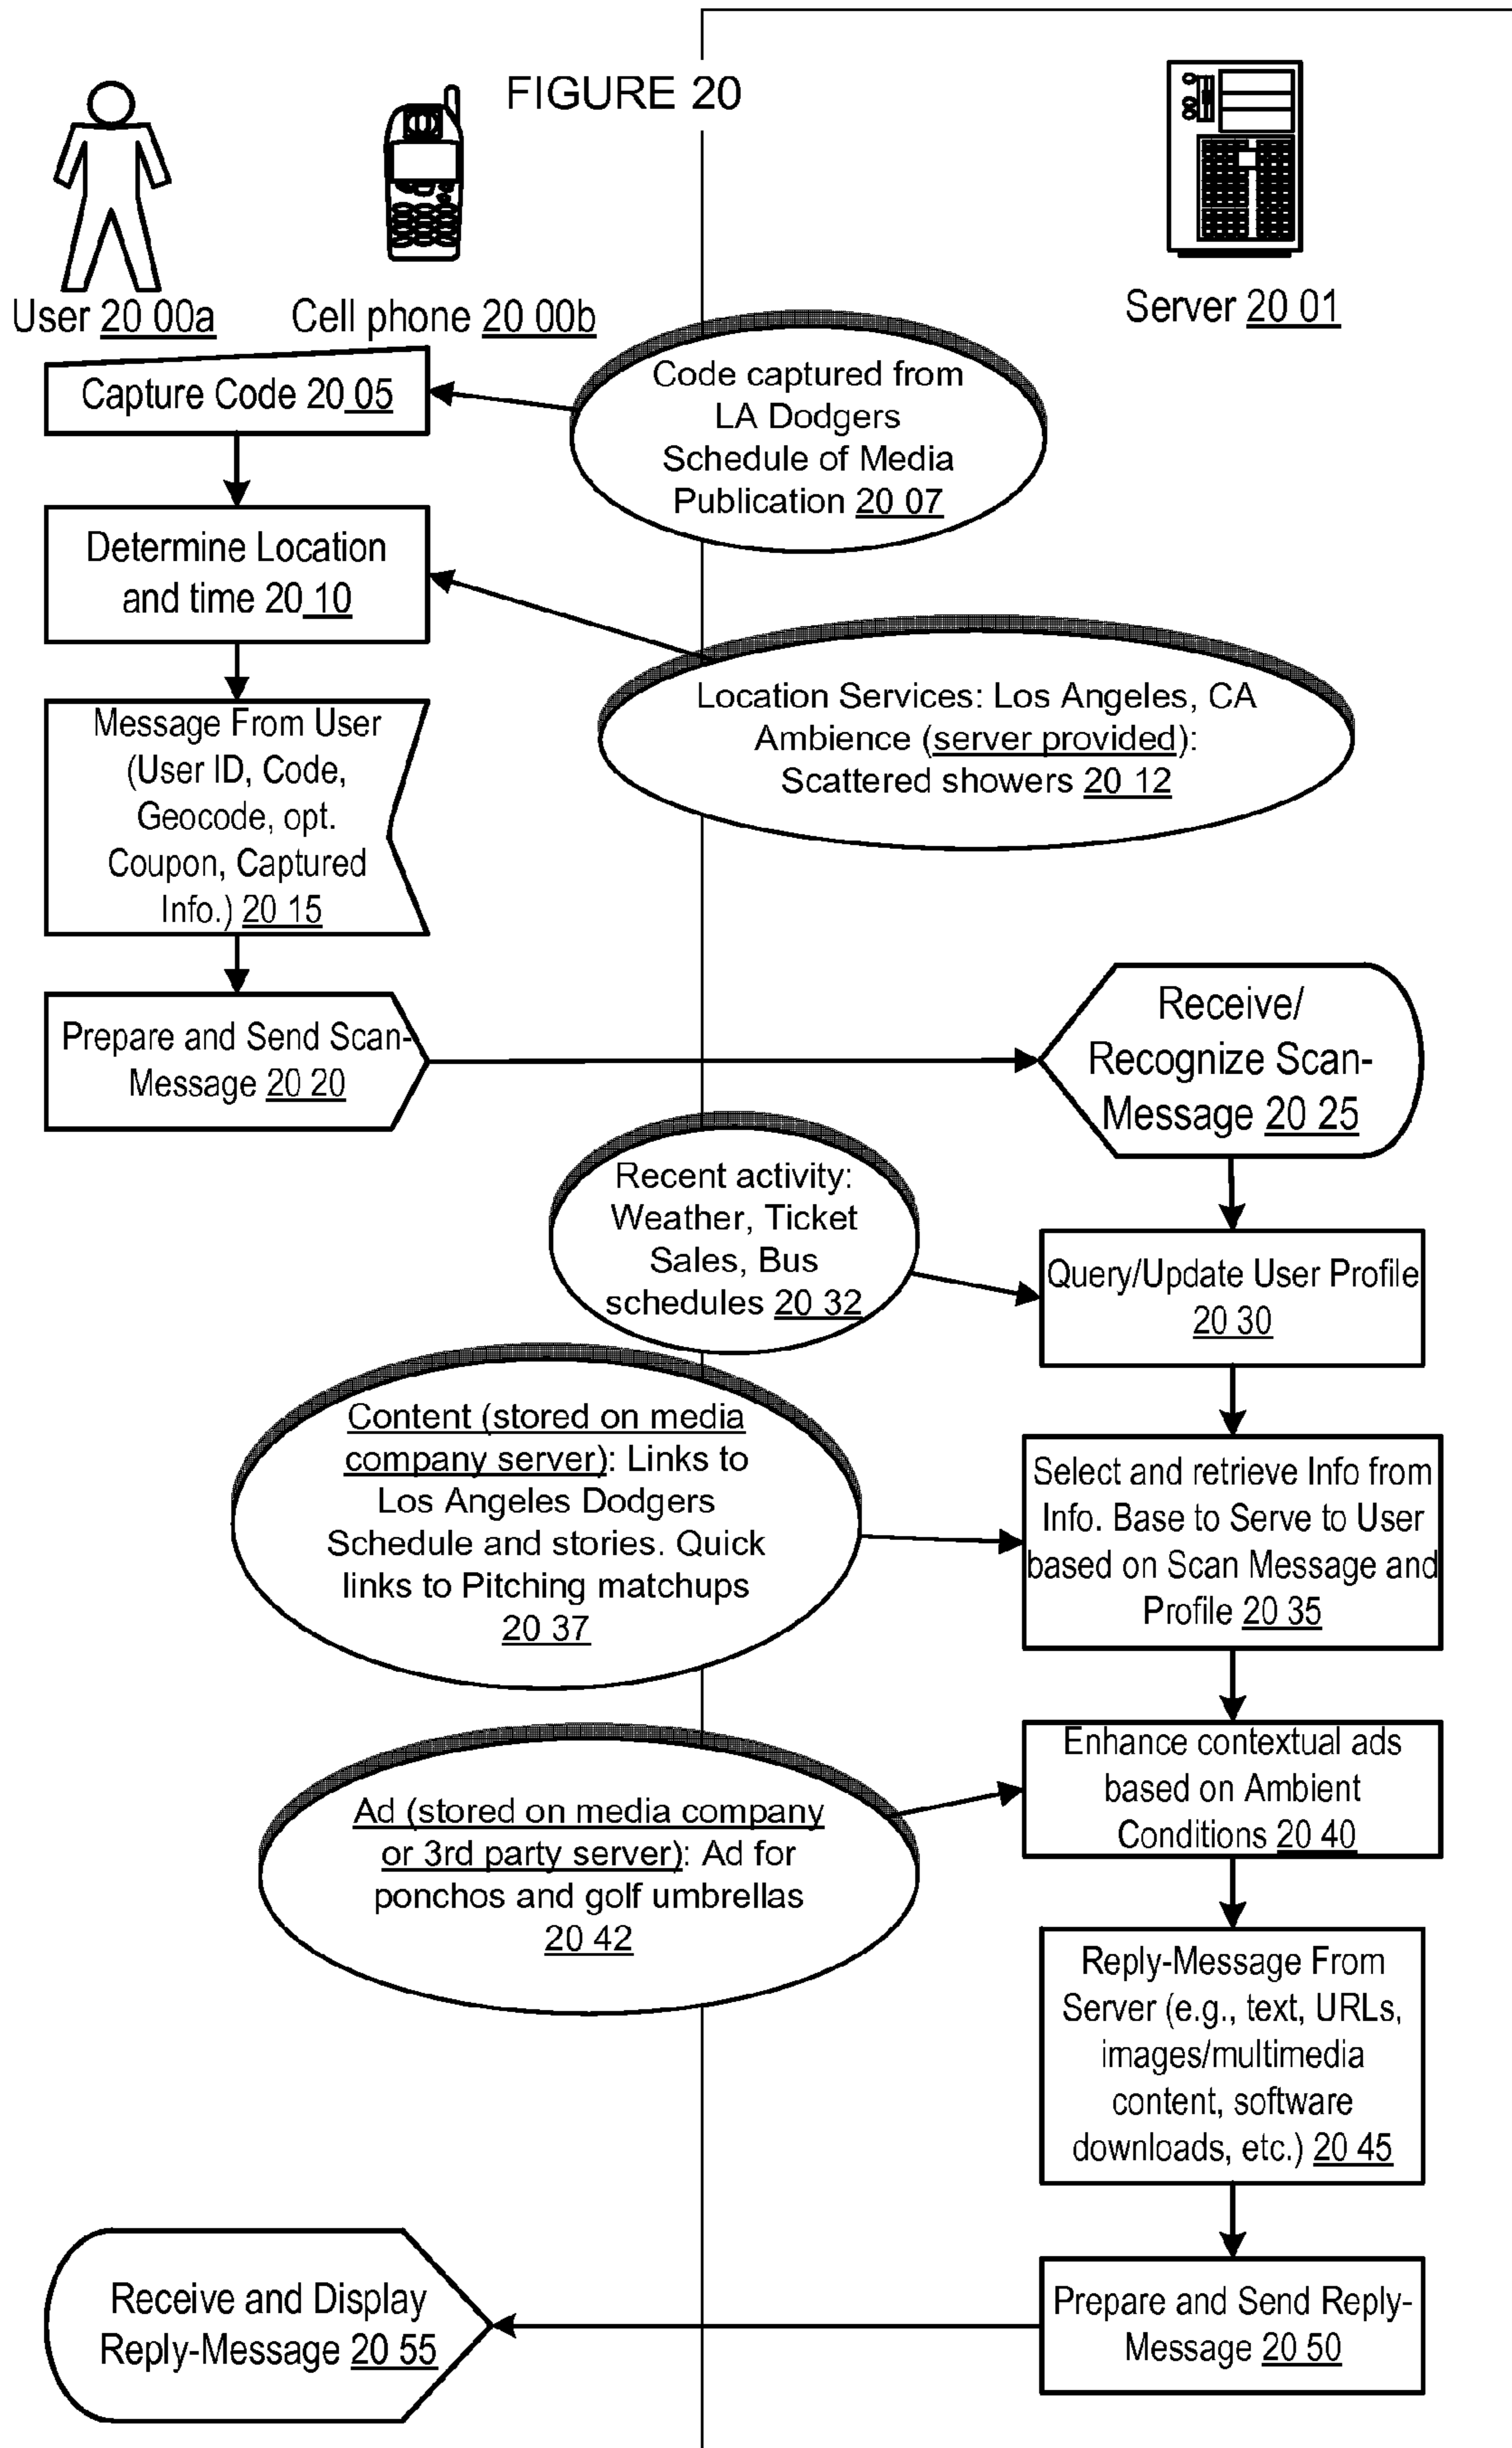 FIGURE 20
User 20 00a
Cell phone 20 00b
Server 20 01
Capture Code 20 05
Code captured from
LA Dodgers
Schedule of Media
Publication 20 07
Determine Location
and time 20 10
Location Services: Los Angeles, CA
Ambience (server provided):
Scattered showers 20 12
Message From User
(User ID, Code,
Geocode, opt.
Coupon, Captured
Info.) 20 15
Prepare and Send Scan-
Message 20 20
Receive/
Recognize Scan-
Message 20 25
Recent activity:
Weather, Ticket
Sales, Bus
schedules 20 32
Query/Update User Profile
20 30
Content (stored on media
company server): Links to
Los Angeles Dodgers
Schedule and stories. Quick
links to Pitching matchups
20 37
Select and retrieve Info from
Info. Base to Serve to User
based on Scan Message and
Profile 20 35
Enhance contextual ads
based on Ambient
Conditions 20 40
Ad (stored on media company
or 3rd party server): Ad for
ponchos and golf umbrellas
20 42
Reply-Message From
Server (e.g., text, URLs,
images/multimedia
content, software
downloads, etc.) 20 45
Prepare and Send Reply-
Message 20 50
Receive and Display
Reply-Message 20 55